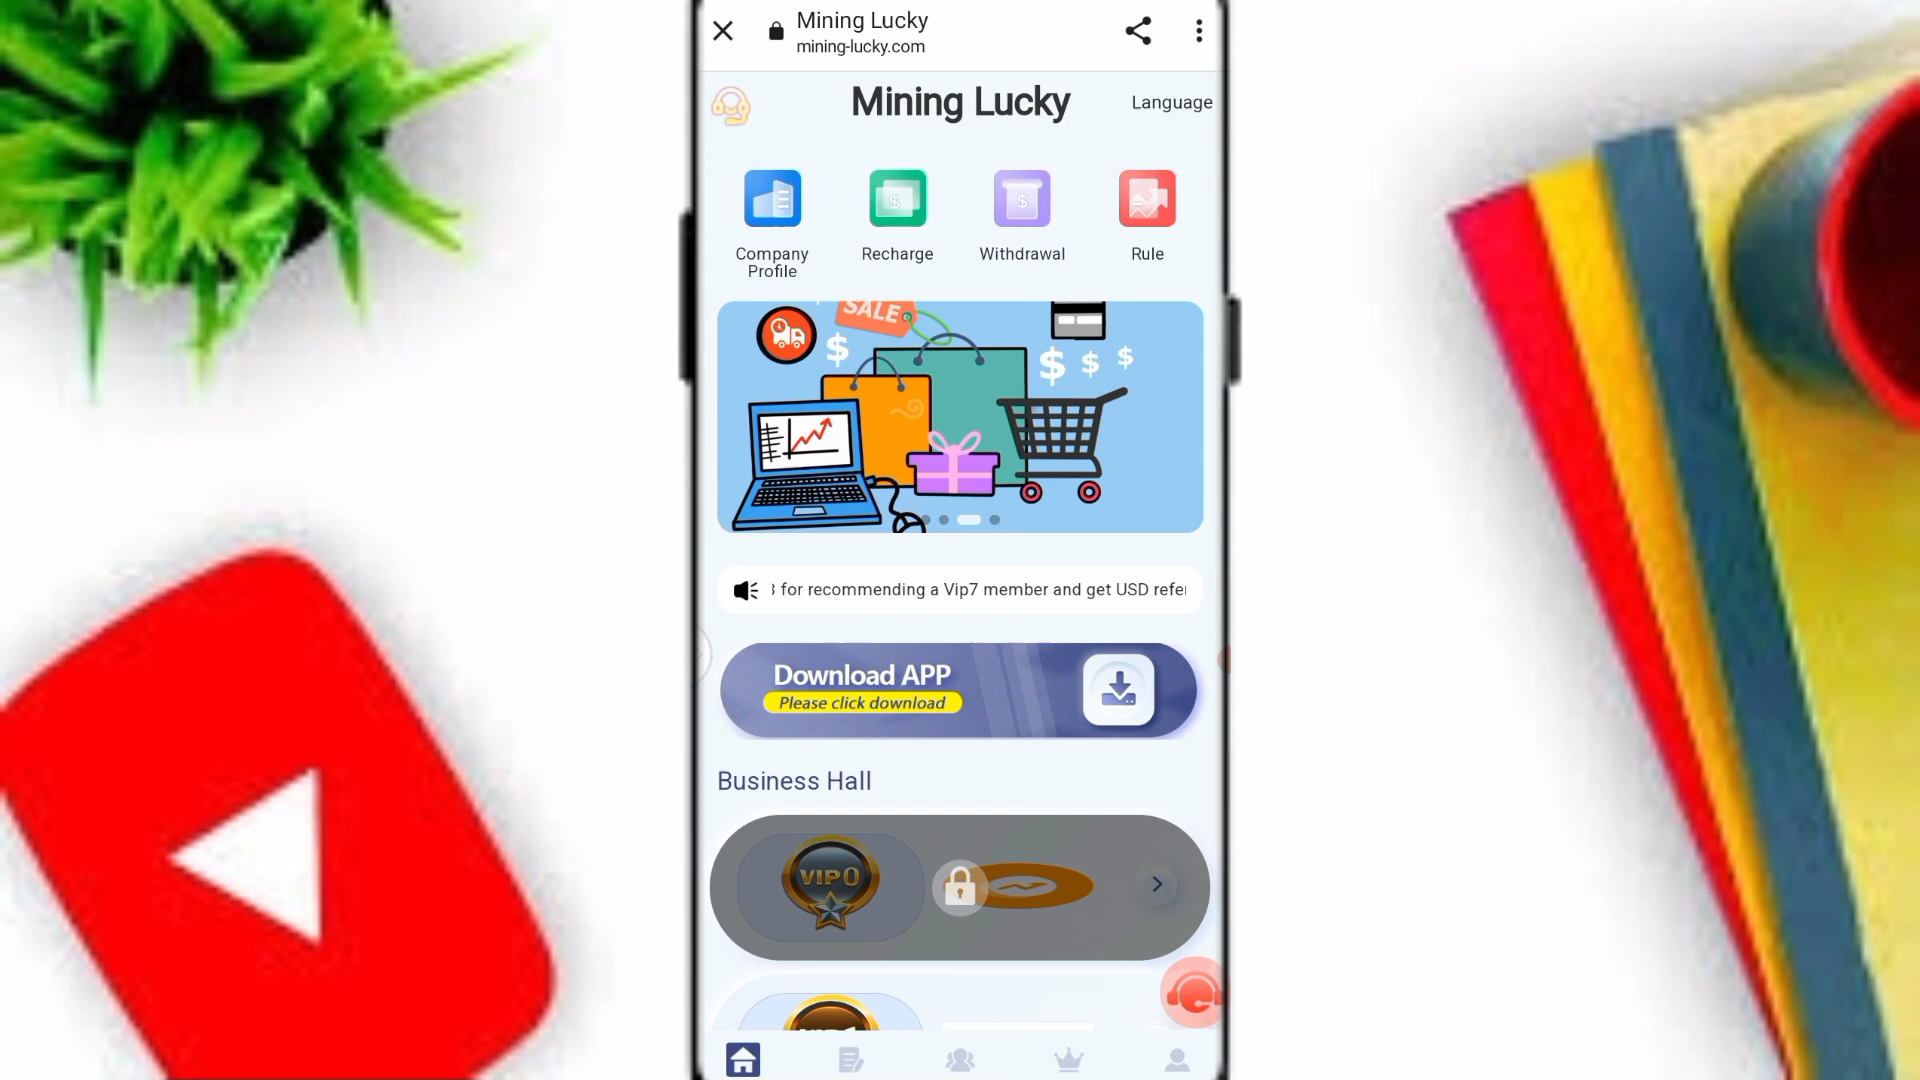 Mining Lucky
mining-lucky.com
Mining Lucky
Language
Company
Profile
Recharge
Withdrawal
Rule
SALE
$
$ $ $
for recommending a Vip7 member and get USD refer
Download APP
Please click download
Business Hall
VIP0